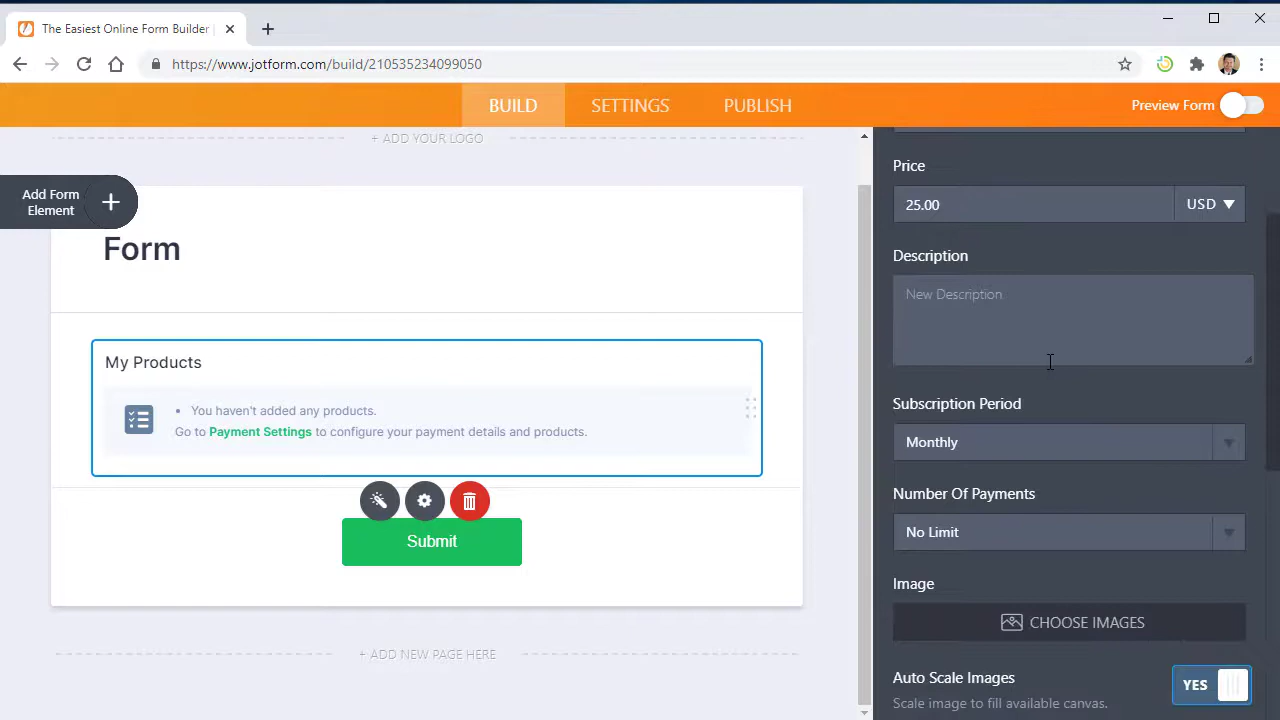 The Easiest Online Form Builder |
https://www.jotform.com/build/210535234099050
BUILD
SETTINGS
PUBLISH
Preview Form
+ ADD YOUR LOGO
Add Form
Element
Form
My Products
You haven't added any products.
Go to Payment Settings to configure your payment details and products.
Submit
+ ADD NEW PAGE HERE
Price
25.00
USD
Description
New Description
Subscription Period
Monthly
Number Of Payments
No Limit
Image
CHOOSE IMAGES
Auto Scale Images
YES
Scale image to fill available canvas.